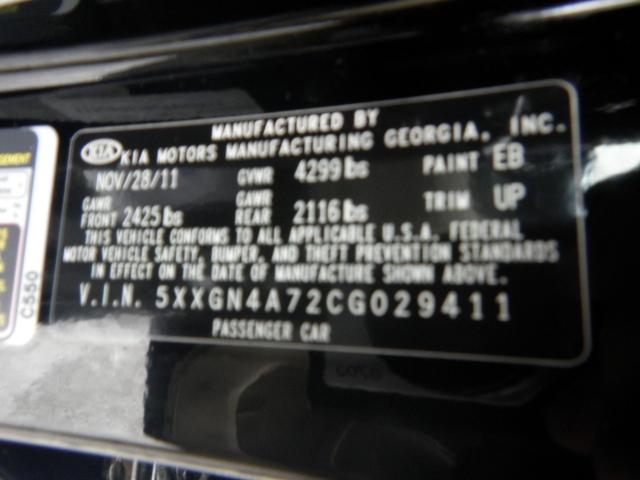 MANUFACTURED BY
KIA KIA MOTORS MANUFACTURING GEORGIA, INC.
NOV/28/11 GVWR 4299 lbs PAINT EB
GAWR FRONT 2425 lbs GAWR REAR 2116 lbs TRIM UP
THIS VEHICLE CONFORMS TO ALL APPLICABLE U.S.A. FEDERAL
MOTOR VEHICLE SAFETY, BUMPER, AND THEFT PREVENTION STANDARDS
IN EFFECT ON THE DATE OF MANUFACTURE SHOWN ABOVE.
V.I.N. 5XXGN4A72CG029411
PASSENGER CAR
C550